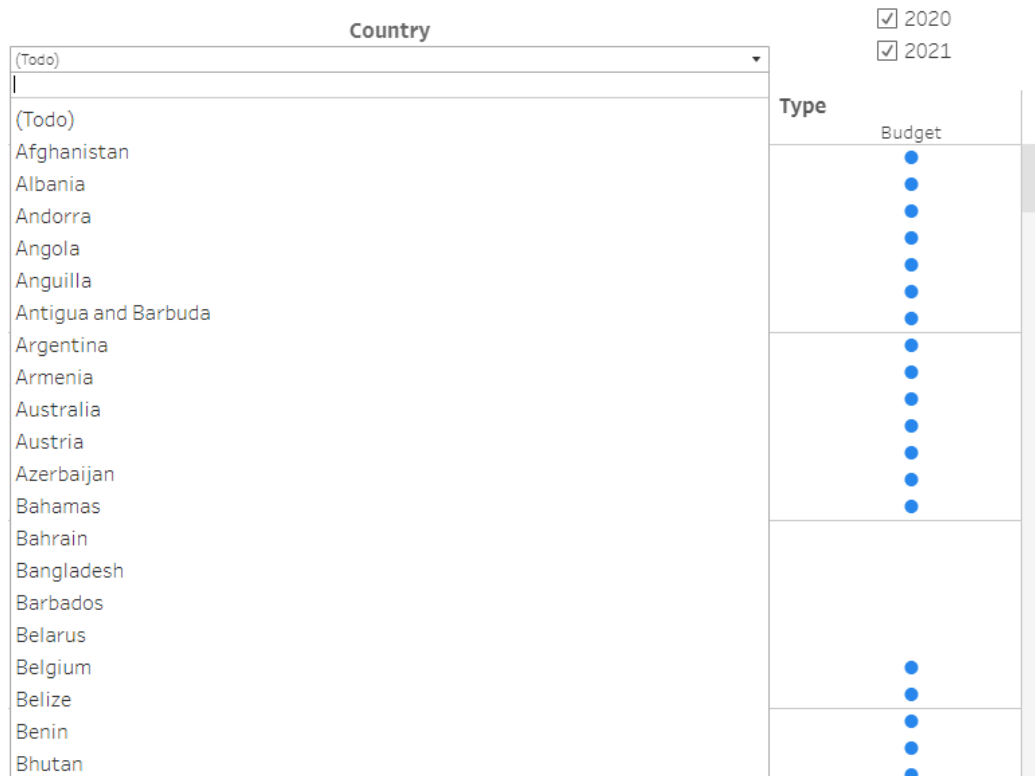 Country
2020
2021
(Todo)
(Todo)
Afghanistan
Albania
Andorra
Angola
Anguilla
Antigua and Barbuda
Argentina
Armenia
Australia
Austria
Azerbaijan
Bahamas
Bahrain
Bangladesh
Barbados
Belarus
Belgium
Belize
Benin
Bhutan
Type
Budget